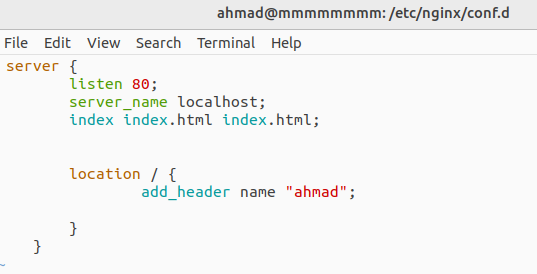 ahmad@mmmmmmmm: /etc/nginx/conf.d
File Edit View Search Terminal Help
server {
listen 80;
server_name localhost;
index index.html index.html;
location / {
add_header name "ahmad";
}
}
~